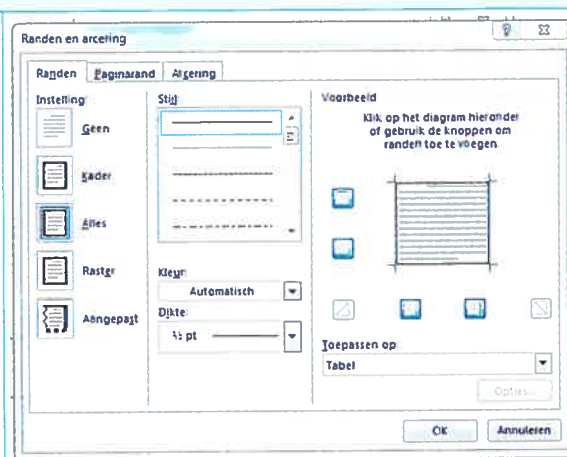 Randen en arcering
Randen Paginarand Arcering
Instelling:
Geen
Kader
Alles
Raster
Aangepast
Stijl:
Kleur:
Automatisch
Dikte:
½ pt
Voorbeeld
Klik op het diagram hieronder
of gebruik de knoppen om
randen toe te voegen
Toepassen op:
Tabel
Opties...
OK Annuleren